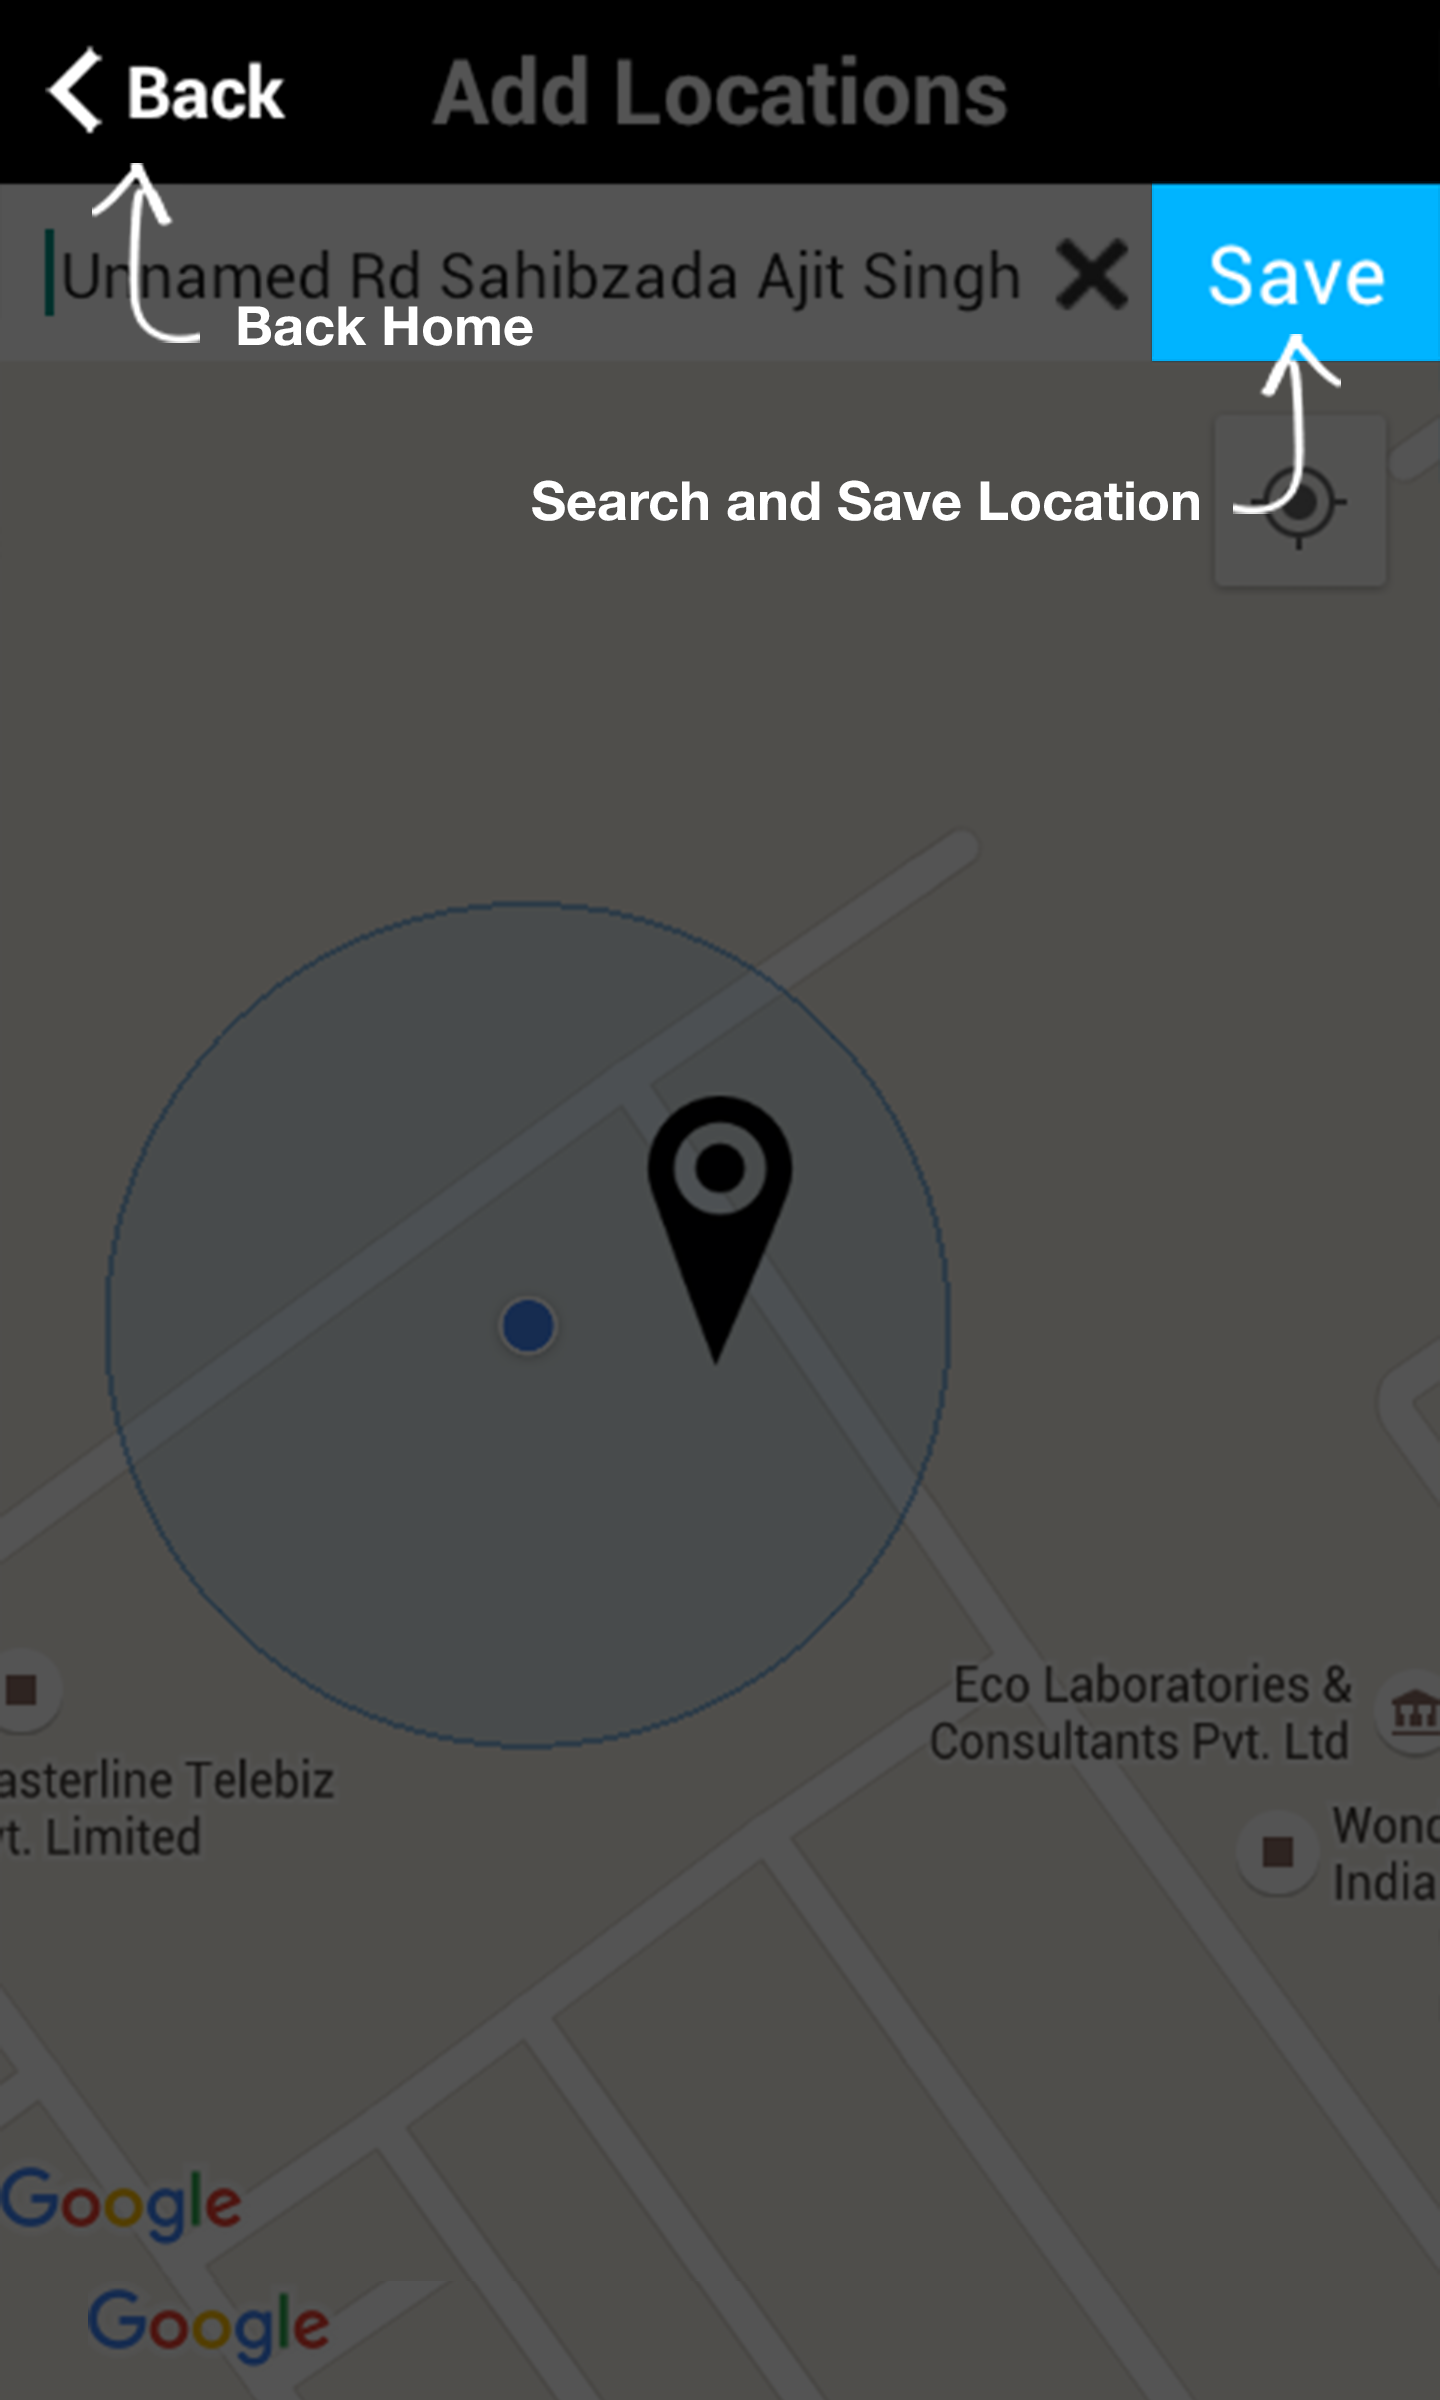 Back
Add Locations
Unnamed Rd Sahibzada Ajit Singh
Save
Back Home
Search and Save Location
Eco Laboratories &
Consultants Pvt. Ltd
asterline Telebiz
t. Limited
India
Google
Google